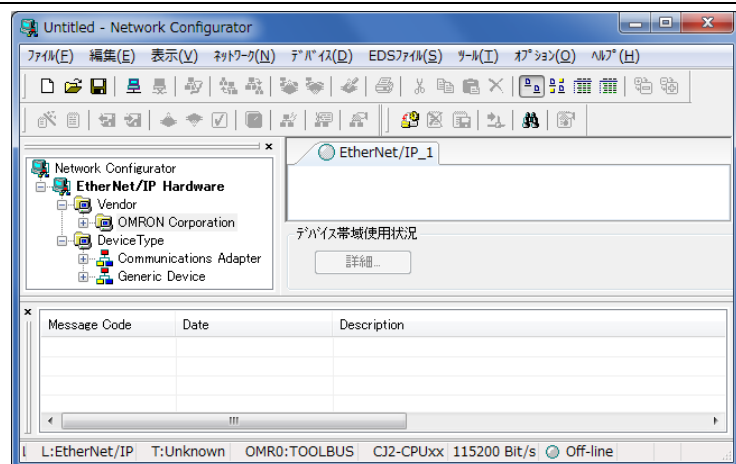 Untitled - Network Configurator
ﾌｧｲﾙ(F) 編集(E) 表示(V) ﾈｯﾄﾜｰｸ(N) ﾃﾞﾊﾞｲｽ(D) EDSﾌｧｲﾙ(S) ﾂｰﾙ(T) ｵﾌﾟｼｮﾝ(O) ﾍﾙﾌﾟ(H)
EtherNet/IP_1
Network Configurator
EtherNet/IP Hardware
Vendor
OMRON Corporation
DeviceType
Communications Adapter
Generic Device
ﾃﾞﾊﾞｲｽ帯域使用状況
詳細...
Message Code Date Description
L L:EtherNet/IP T:Unknown OMR0:TOOLBUS CJ2-CPUxx 115200 Bit/s Off-line